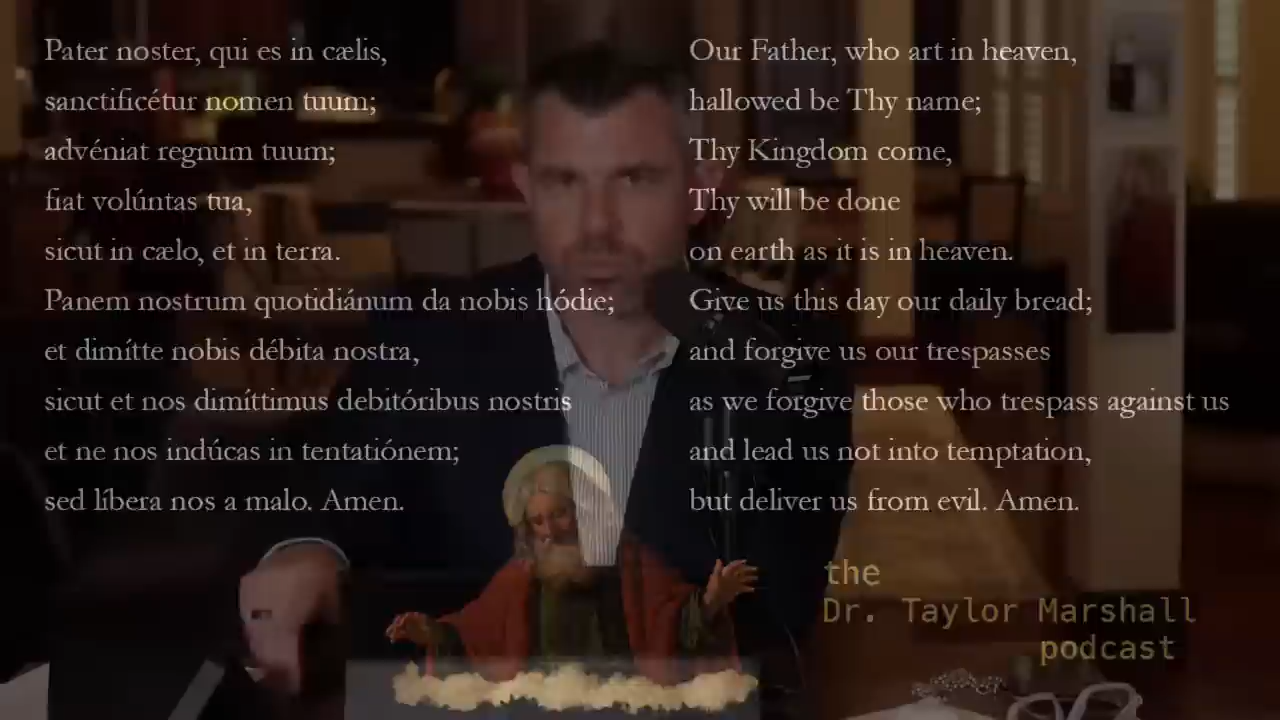 Pater noster, qui es in cælis,
sanctificétur nomen tuum;
advéniat regnum tuum;
fiat volúntas tua,
sicut in cælo, et in terra.
Panem nostrum quotidiánum da nobis hódie;
et dimítte nobis débita nostra,
sicut et nos dimíttimus debitóribus nostris
et ne nos indúcas in tentatiónem;
sed líbera nos a malo. Amen.
Our Father, who art in heaven,
hallowed be Thy name;
Thy Kingdom come,
Thy will be done
on earth as it is in heaven.
Give us this day our daily bread;
and forgive us our trespasses
as we forgive those who trespass against us
and lead us not into temptation,
but deliver us from evil. Amen.
the
Dr. Taylor Marshall
podcast